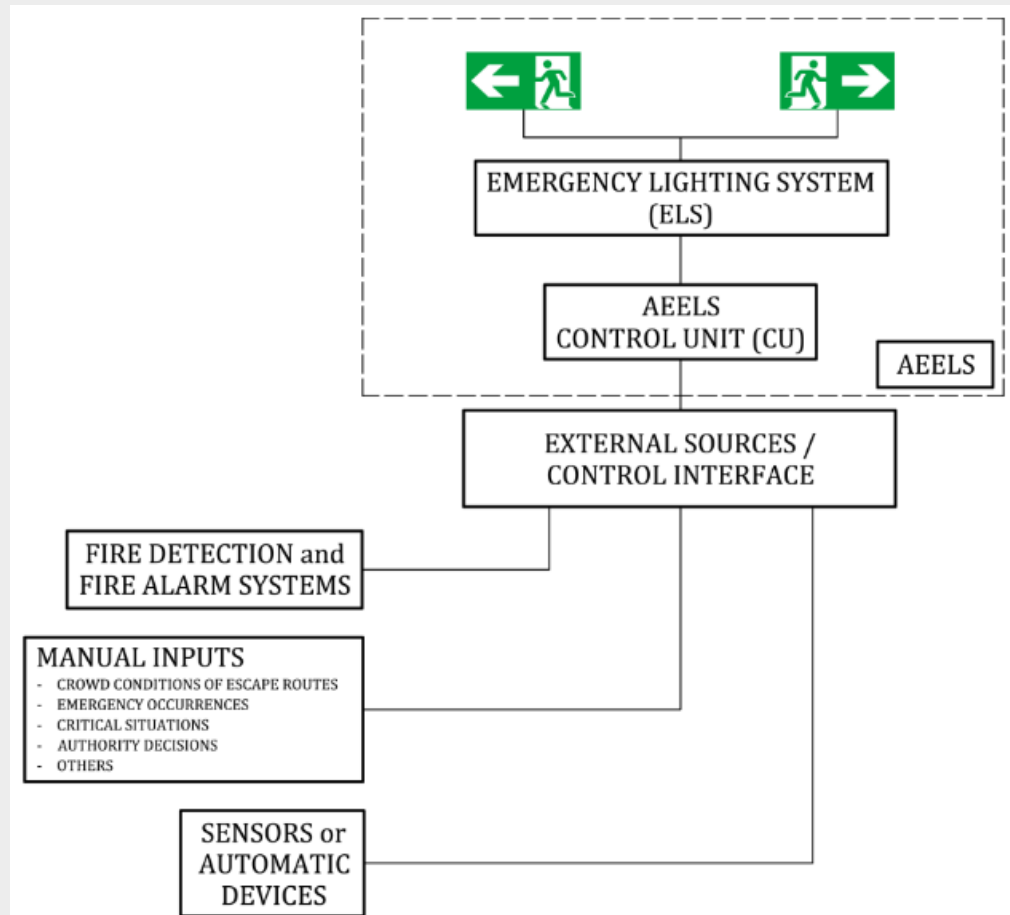 EMERGENCY LIGHTING SYSTEM
(ELS)
AEELS
CONTROL UNIT (CU)
AEELS
EXTERNAL SOURCES /
CONTROL INTERFACE
FIRE DETECTION and
FIRE ALARM SYSTEMS
MANUAL INPUTS
- CROWD CONDITIONS OF ESCAPE ROUTES
- EMERGENCY OCCURRENCES
- CRITICAL SITUATIONS
- AUTHORITY DECISIONS
- OTHERS
SENSORS or
AUTOMATIC
DEVICES